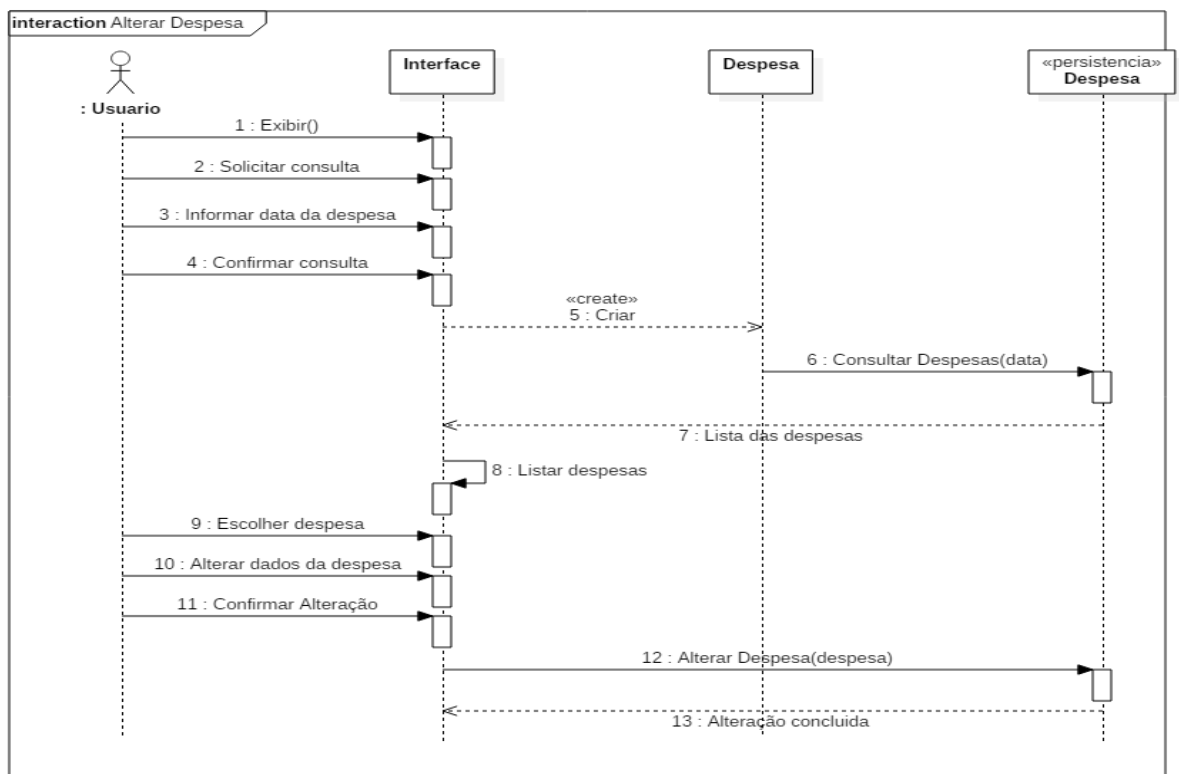 interaction Alterar Despesa
: Usuario
Interface
Despesa
«persistencia»
Despesa
1 : Exibir()
2 : Solicitar consulta
3 : Informar data da despesa
4 : Confirmar consulta
«create»
5 : Criar
6 : Consultar Despesas(data)
7 : Lista das despesas
8 : Listar despesas
9 : Escolher despesa
10 : Alterar dados da despesa
11 : Confirmar Alteração
12 : Alterar Despesa(despesa)
13 : Alteração concluida